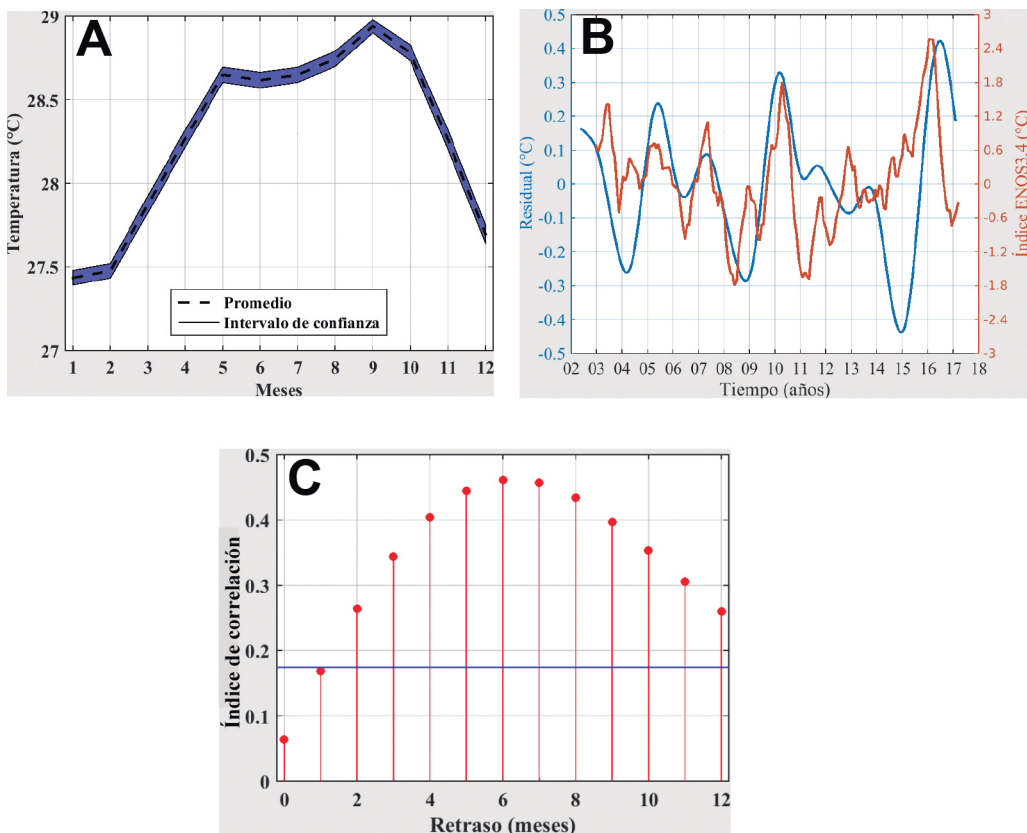 A
Temperatura (°C)
29
28.5
28
27.5
27
Promedio
Intervalo de confianza
1 2 3 4 5 6 7 8 9 10 11 12
Meses
B
Residual (°C)
0.5
0.4
0.3
0.2
0.1
0
-0.1
-0.2
-0.3
-0.4
-0.5
3
2.4
1.8
1.2
0.6
0
-0.6
-1.2
-1.8
-2.4
-3
Índice ENOS3.4 (°C)
02 03 04 05 06 07 08 09 10 11 12 13 14 15 16 17 18
Tiempo (años)
C
Índice de correlación
0.5
0.4
0.3
0.2
0.1
0
0 2 4 6 8 10 12
Retraso (meses)